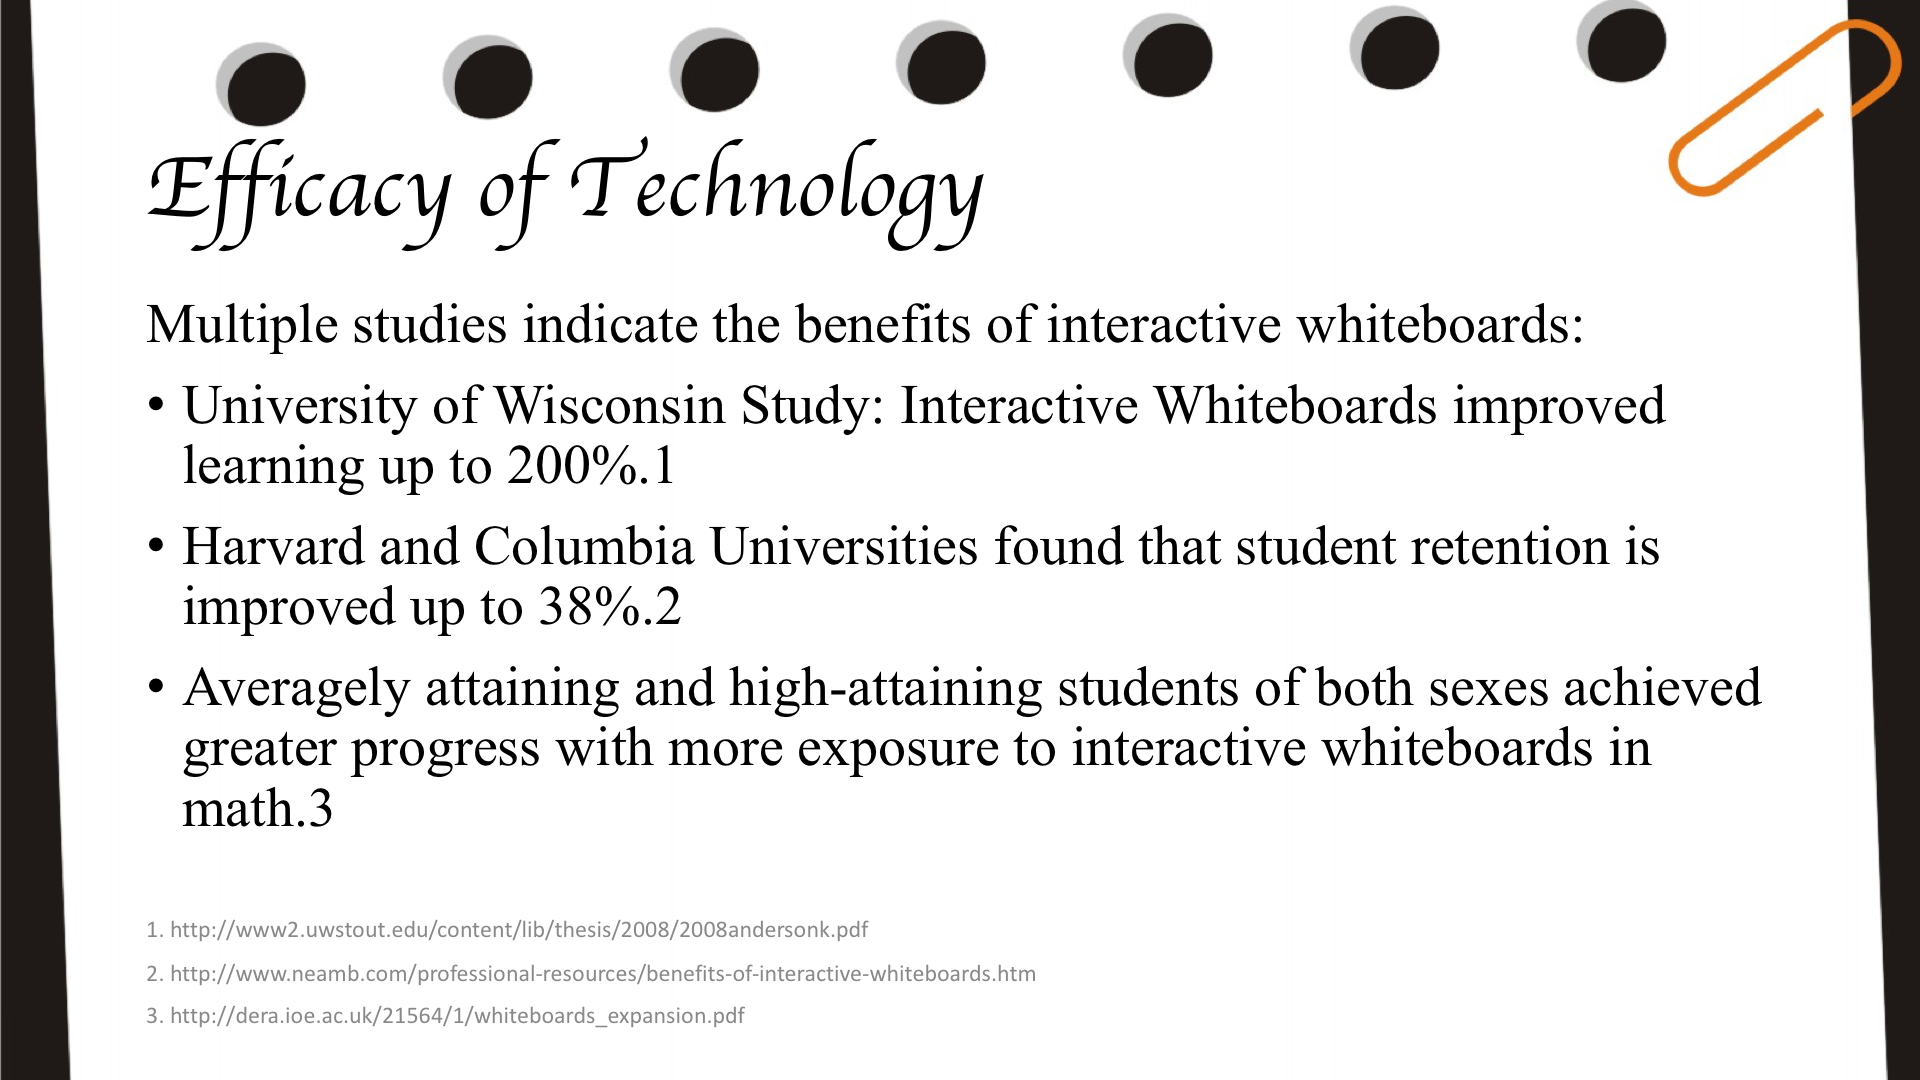 Efficacy of Technology
Multiple studies indicate the benefits of interactive whiteboards:
• University of Wisconsin Study: Interactive Whiteboards improved
learning up to 200%.1
• Harvard and Columbia Universities found that student retention is
improved up to 38%.2
• Averagely attaining and high-attaining students of both sexes achieved
greater progress with more exposure to interactive whiteboards in
math.3
1. http://www2.uwstout.edu/content/lib/thesis/2008/2008andersonk.pdf
2. http://www.neamb.com/professional-resources/benefits-of-interactive-whiteboards.htm
3. http://dera.ioe.ac.uk/21564/1/whiteboards_expansion.pdf